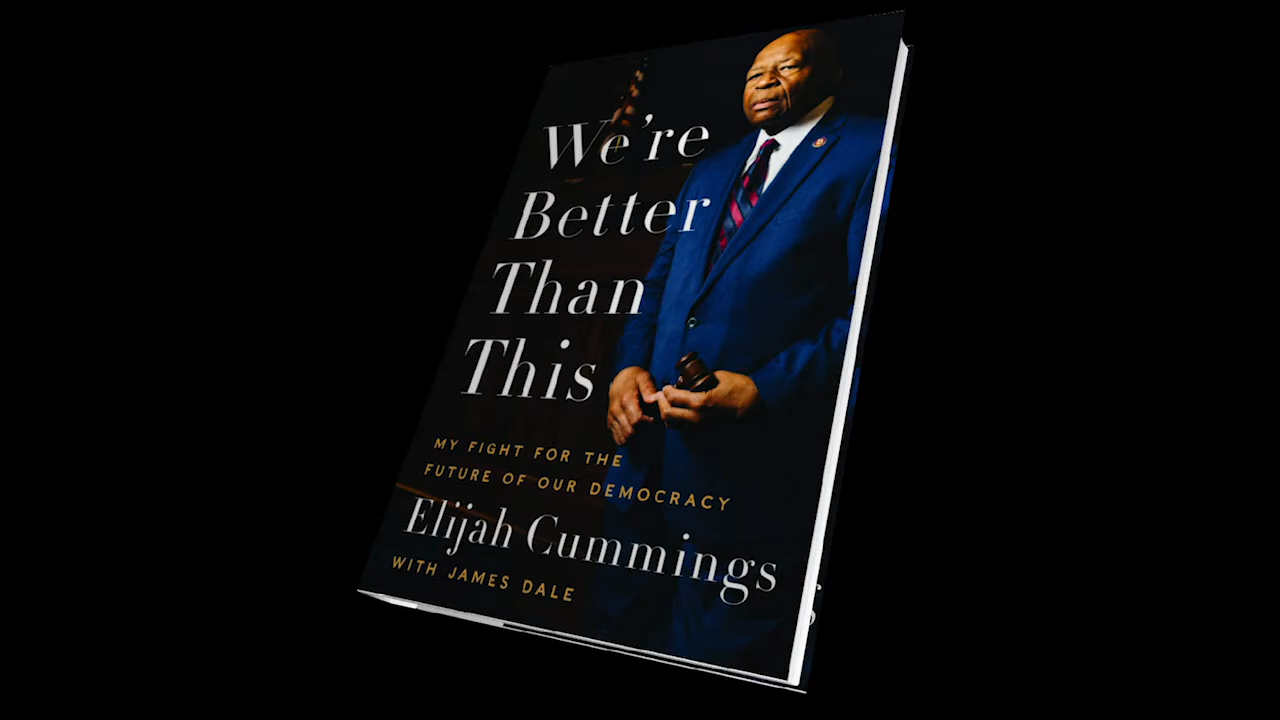 We're
Better
Than
This
MY FIGHT FOR THE
FUTURE OF OUR DEMOCRACY
Elijah Cummings
WITH JAMES DALE